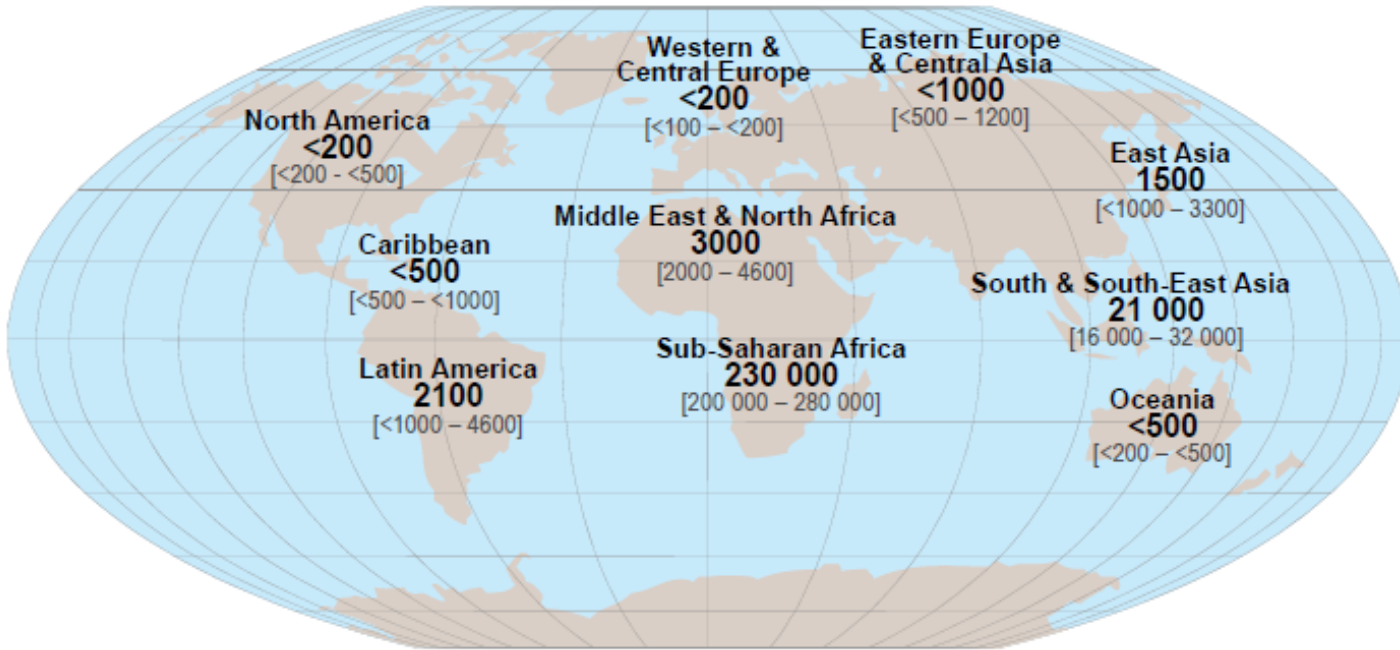 Western &
Central Europe
<200
[<100 – <200]
Eastern Europe
& Central Asia
<1000
[<500 – 1200]
North America
<200
[<200 - <500]
East Asia
1500
[<1000 – 3300]
Middle East & North Africa
3000
[2000 – 4600]
Caribbean
<500
[<500 – <1000]
South & South-East Asia
21 000
[16 000 – 32 000]
Sub-Saharan Africa
230 000
[200 000 – 280 000]
Latin America
2100
[<1000 – 4600]
Oceania
<500
[<200 – <500]